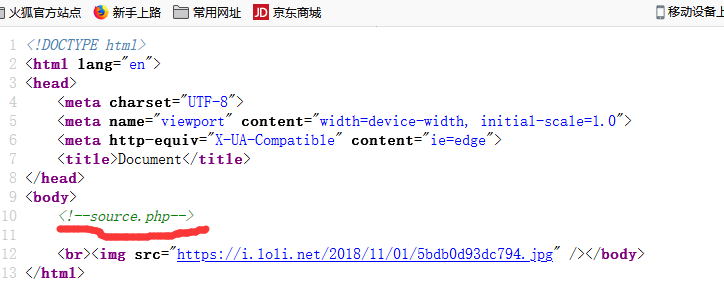 火狐官方站点 新手上路 常用网址 JD 京东商城 移动设备上
1 <!DOCTYPE html>
2 <html lang="en">
3 <head>
4 <meta charset="UTF-8">
5 <meta name="viewport" content="width=device-width, initial-scale=1.0">
6 <meta http-equiv="X-UA-Compatible" content="ie=edge">
7 <title>Document</title>
8 </head>
9 <body>
10 <!--source.php-->
11
12 <br><img src="https://i.loli.net/2018/11/01/5bdb0d93dc794.jpg" /></body>
13 </html>